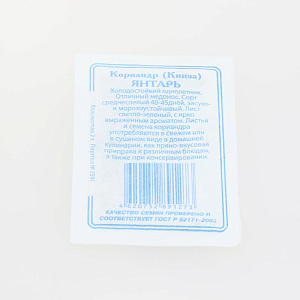 Кориандр (Кинза)
ЯНТАРЬ
Холодостойкий однолетник.
Отличный медонос. Сорт
среднеспелый 40-45дней, засухо-
и морозоустойчивый. Лист
светло-зеленый, с ярко
выраженным ароматом. Листья
и семена кориандра
употребляются в свежем или
в сушеном виде в домашней
кулинарии, как пряно-вкусовая
приправа к различным блюдам,
а также при консервировании.
КАЧЕСТВО СЕМЯН ПРОВЕРЕНО И
СООТВЕТСТВУЕТ ГОСТ Р 52171-2003